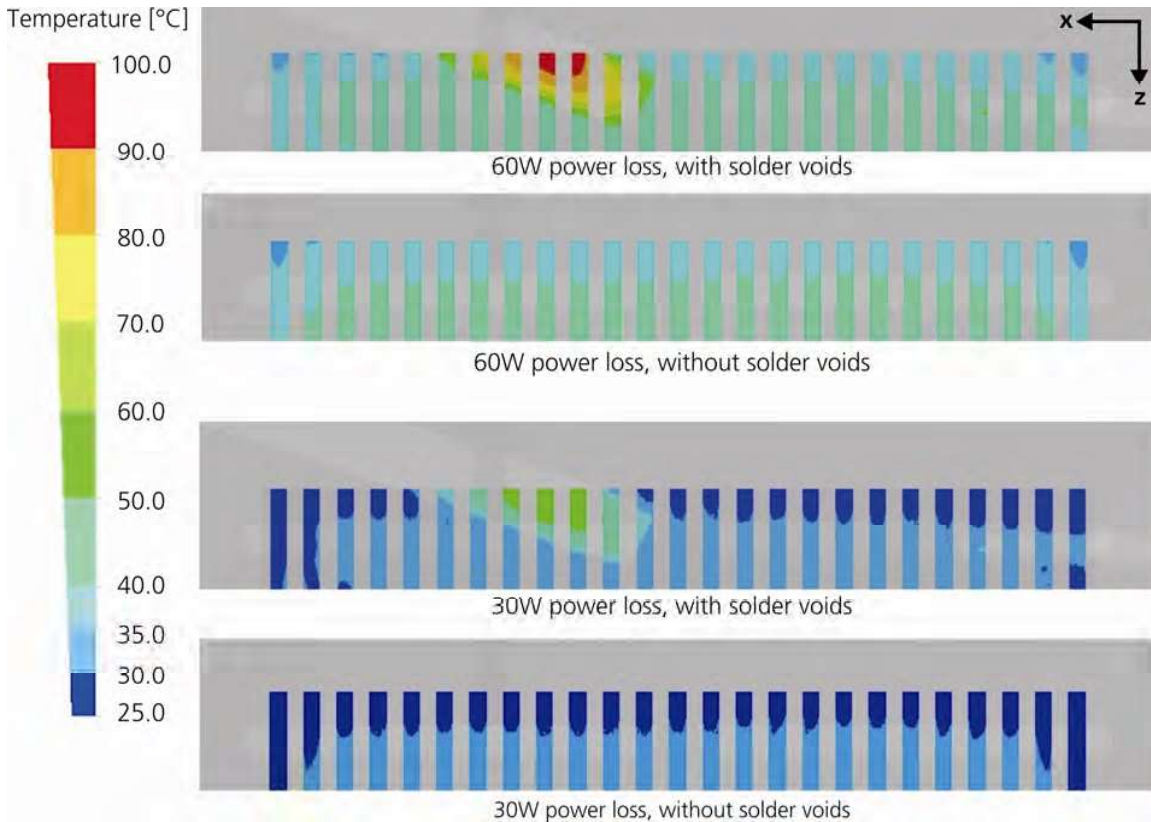 Temperature [°C]
100.0
90.0
80.0
70.0
60.0
50.0
40.0
35.0
30.0
25.0
x
z
60W power loss, with solder voids
60W power loss, without solder voids
30W power loss, with solder voids
30W power loss, without solder voids